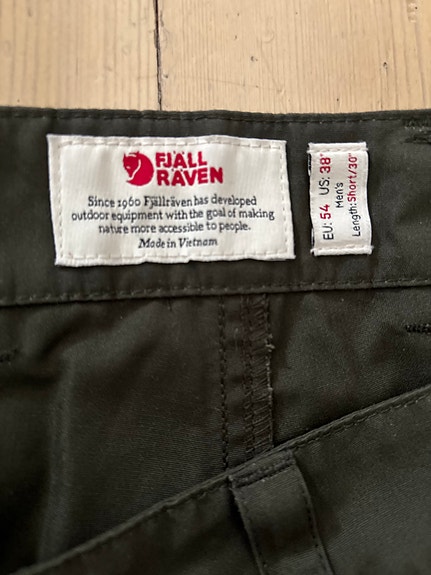 FJÄLL
RÄVEN
Since 1960 Fjällräven has developed
outdoor equipment with the goal of making
nature more accessible to people.
Made in Vietnam
EU: 54 US: 38"
Men's
Length: Short/30"